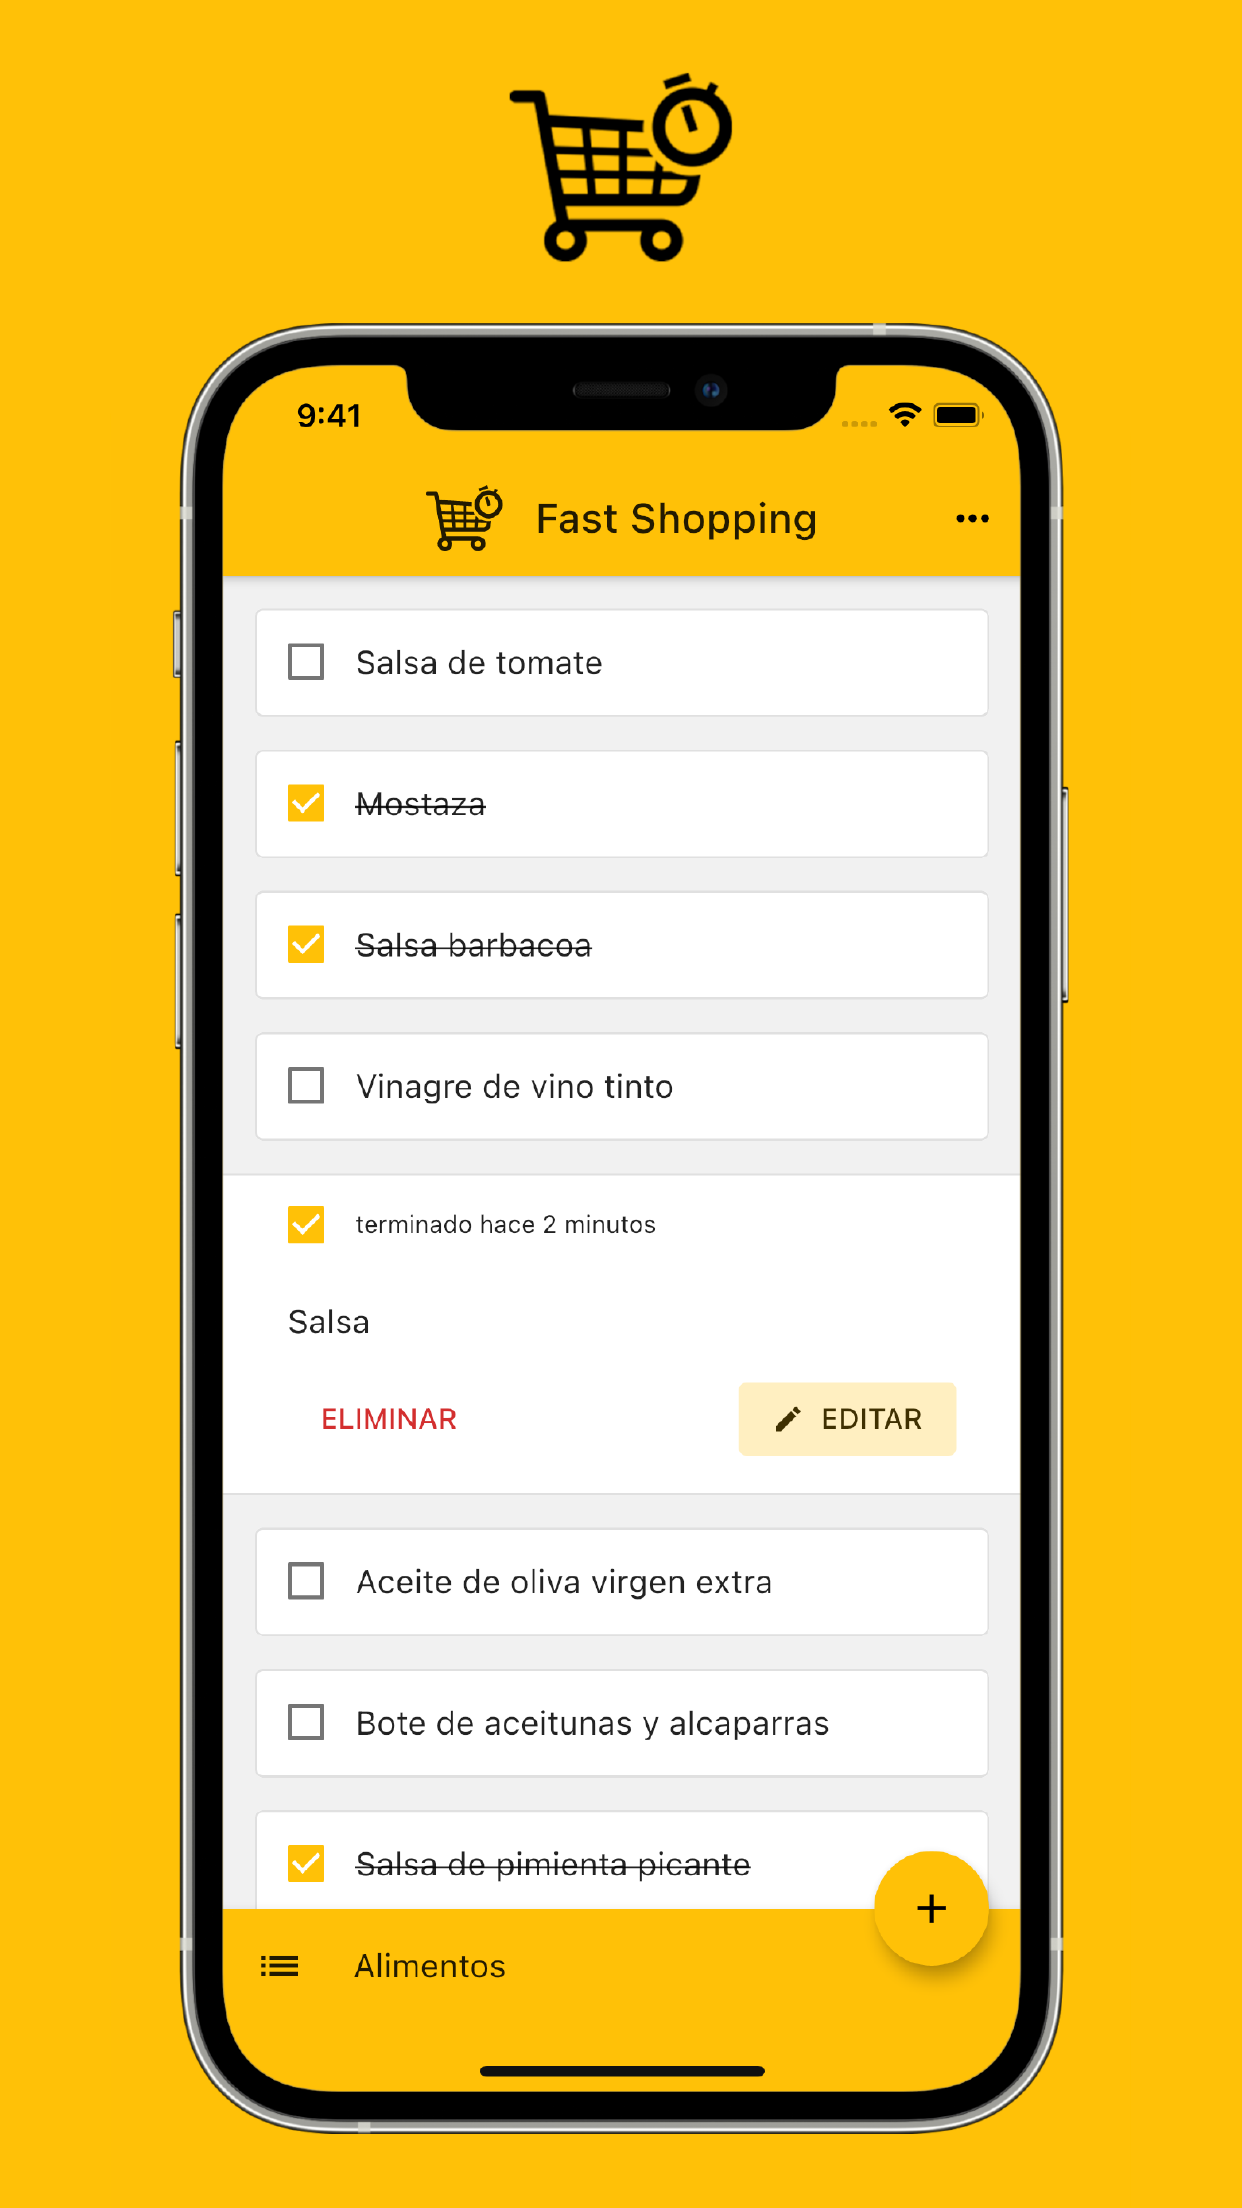 9:41
Fast Shopping
Salsa de tomate
Mostaza
Salsa barbacoa
Vinagre de vino tinto
terminado hace 2 minutos
Salsa
ELIMINAR
EDITAR
Aceite de oliva virgen extra
Bote de aceitunas y alcaparras
Salsa de pimienta picante
Alimentos